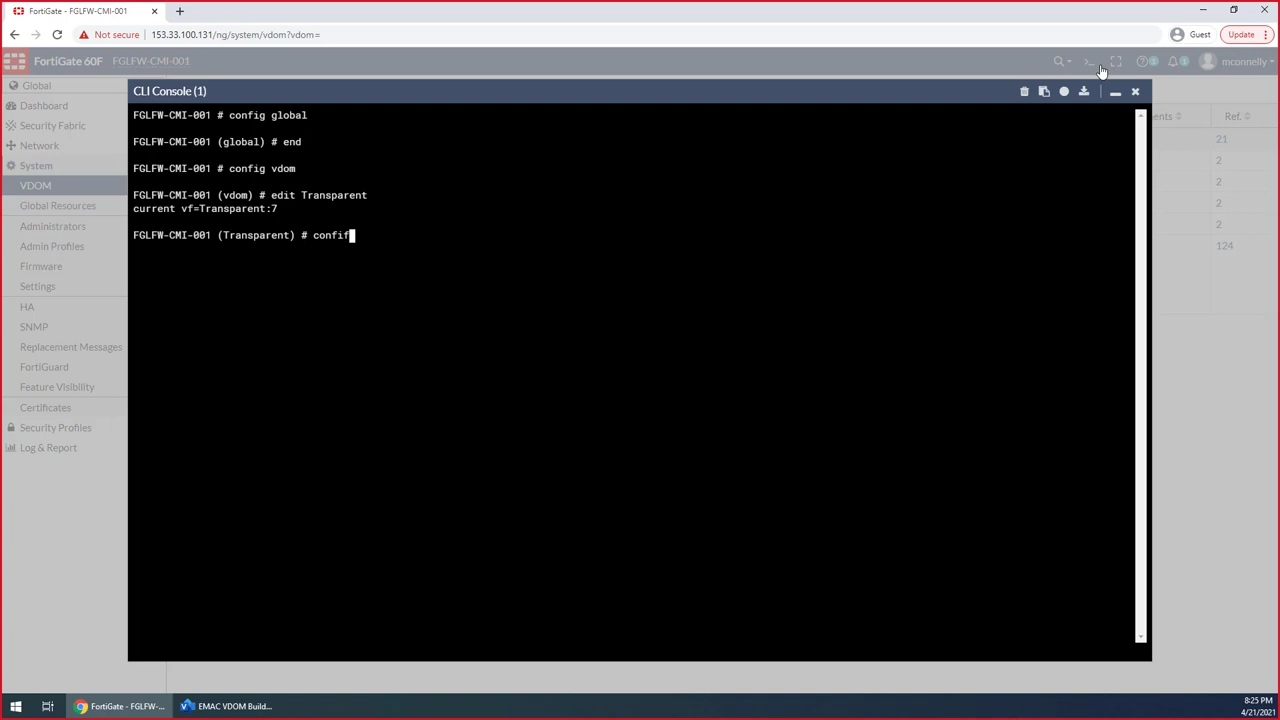 FortiGate - FGLFW-CMI-001
Not secure
153.33.100.131/ng/system/vdom?vdom=
Guest
Update
FortiGate 60F
FGLFW-CMI-001
>_
1
1
mconnelly
Global
Dashboard
Security Fabric
Network
System
VDOM
Global Resources
Administrators
Admin Profiles
Firmware
Settings
HA
SNMP
Replacement Messages
FortiGuard
Feature Visibility
Certificates
Security Profiles
Log & Report
CLI Console (1)
FGLFW-CMI-001 # config global
FGLFW-CMI-001 (global) # end
FGLFW-CMI-001 # config vdom
FGLFW-CMI-001 (vdom) # edit Transparent
current vf=Transparent:7
FGLFW-CMI-001 (Transparent) # confif
ents
Ref.
21
2
2
2
2
124
FortiGate - FGLFW-...
EMAC VDOM Build...
8:25 PM
4/21/2021